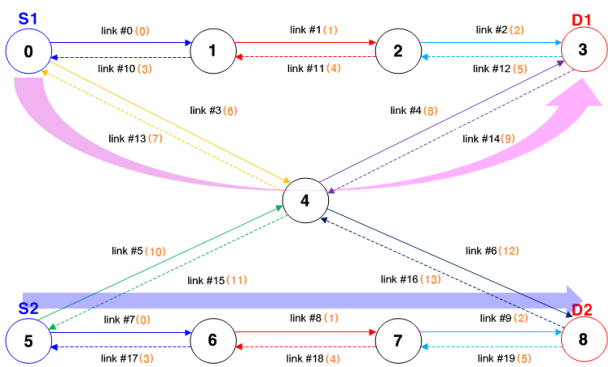 S1
D1
link #0(0)
link #1(1)
link #2(2)
0
1
2
3
link #10(3)
link #11(4)
link #12(5)
link #3(6)
link #4(8)
link #13(7)
link #14(9)
4
link #5(10)
link #6(12)
link #15(11)
link #16(13)
S2
D2
link #7(0)
link #8(1)
link #9(2)
5
6
7
8
link #17(3)
link #18(4)
link #19(5)